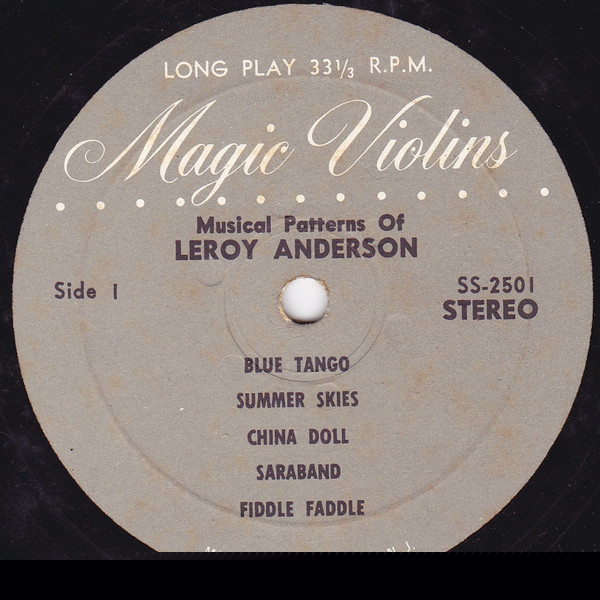 LONG PLAY 33⅓ R.P.M.
Magic Violins
Musical Patterns Of
LEROY ANDERSON
Side 1
SS-2501
STEREO
BLUE TANGO
SUMMER SKIES
CHINA DOLL
SARABAND
FIDDLE FADDLE
N.J.